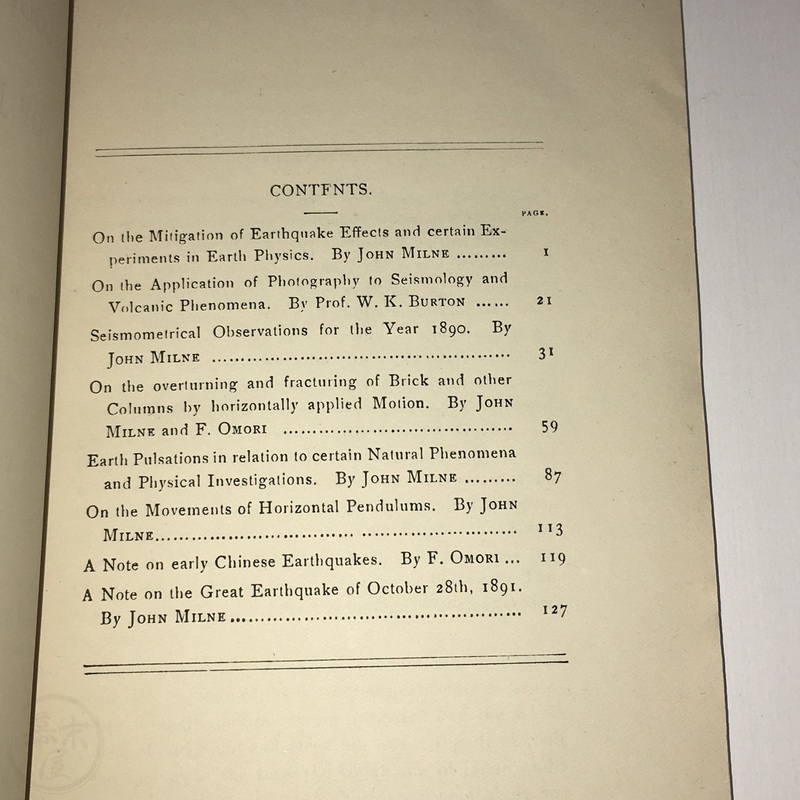 CONTENTS.
PAGE.
On the Mitigation of Earthquake Effects and certain Ex-
periments in Earth Physics. By JOHN MILNE ......... 1
On the Application of Photography to Seismology and
Volcanic Phenomena. By Prof. W. K. BURTON ...... 21
Seismometrical Observations for the Year 1890. By
JOHN MILNE .................................................... 31
On the overturning and fracturing of Brick and other
Columns by horizontally applied Motion. By JOHN
MILNE and F. OMORI ....................................... 59
Earth Pulsations in relation to certain Natural Phenomena
and Physical Investigations. By JOHN MILNE ......... 87
On the Movements of Horizontal Pendulums. By JOHN
MILNE.................................. .......................... 113
A Note on early Chinese Earthquakes. By F. OMORI ... 119
A Note on the Great Earthquake of October 28th, 1891.
By JOHN MILNE.................................................. 127